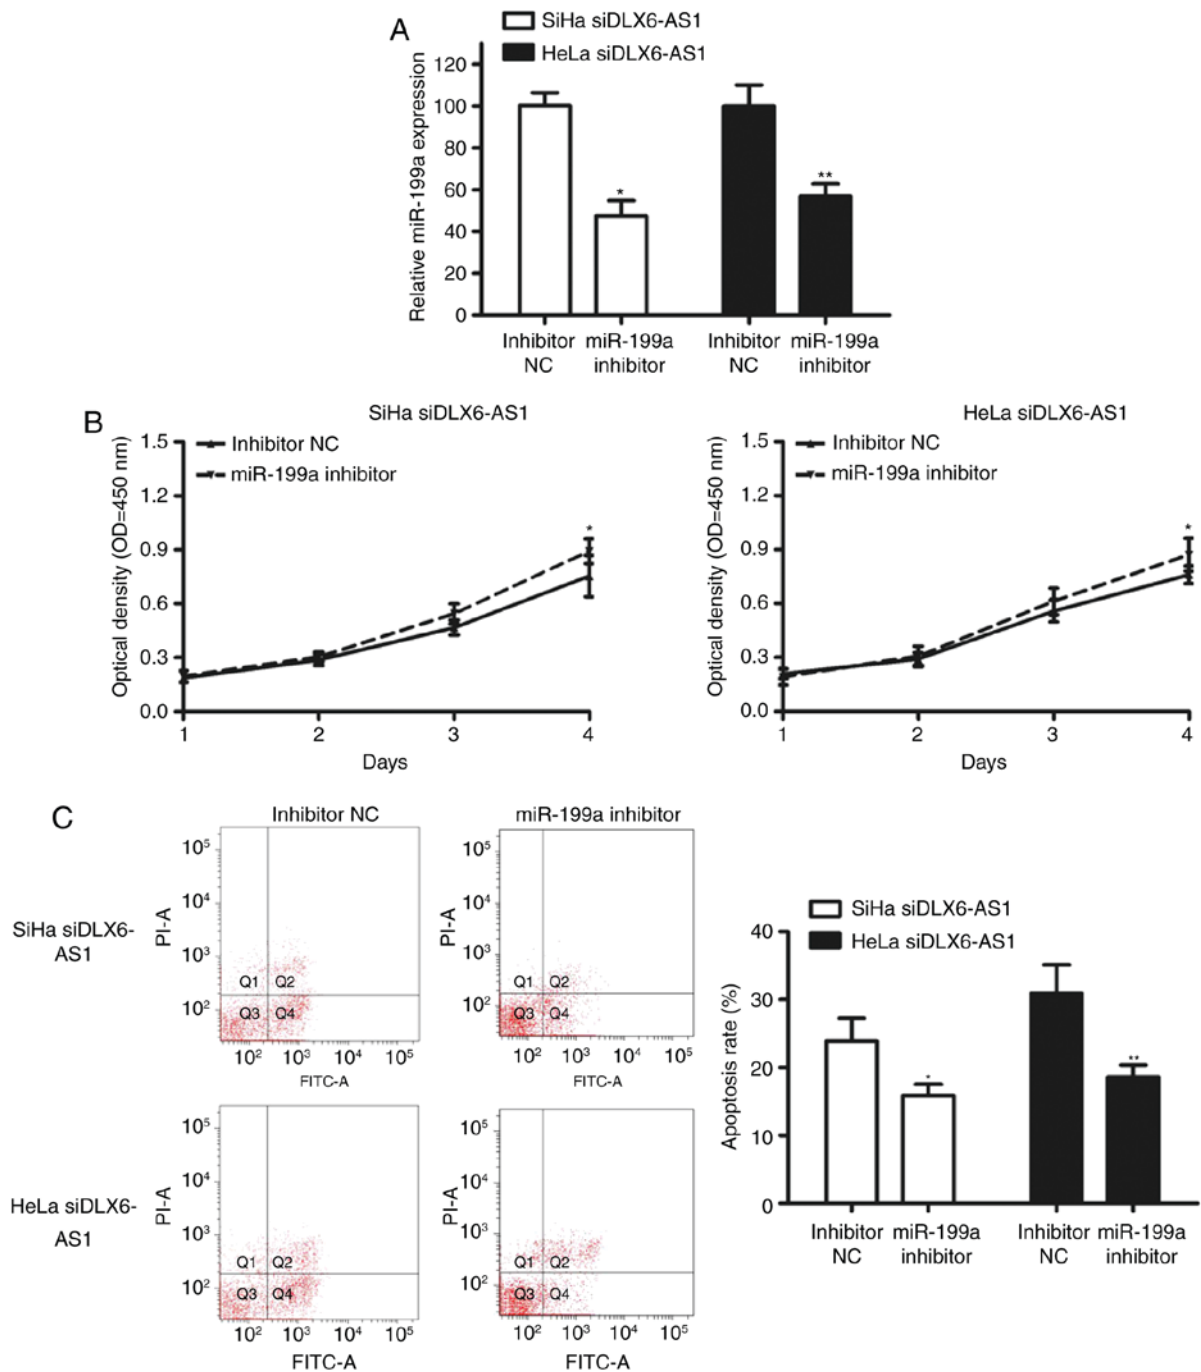 A
SiHa siDLX6-AS1
HeLa siDLX6-AS1
Relative miR-199a expression
120
100
80
60
40
20
0
*
**
Inhibitor NC
miR-199a inhibitor
Inhibitor NC
miR-199a inhibitor
B
SiHa siDLX6-AS1
Inhibitor NC
miR-199a inhibitor
Optical density (OD=450 nm)
1.5
1.2
0.9
0.6
0.3
0.0
*
1 2 3 4
Days
HeLa siDLX6-AS1
Inhibitor NC
miR-199a inhibitor
Optical density (OD=450 nm)
1.5
1.2
0.9
0.6
0.3
0.0
*
1 2 3 4
Days
C
Inhibitor NC
miR-199a inhibitor
SiHa siDLX6-
AS1
PI-A
10⁵
10⁴
10³
10²
Q1 Q2
Q3 Q4
10² 10³ 10⁴ 10⁵
FITC-A
PI-A
10⁵
10⁴
10³
10²
Q1 Q2
Q3 Q4
10² 10³ 10⁴ 10⁵
FITC-A
HeLa siDLX6-
AS1
PI-A
10⁵
10⁴
10³
10²
Q1 Q2
Q3 Q4
10² 10³ 10⁴ 10⁵
FITC-A
PI-A
10⁵
10⁴
10³
10²
Q1 Q2
Q3 Q4
10² 10³ 10⁴ 10⁵
FITC-A
SiHa siDLX6-AS1
HeLa siDLX6-AS1
Apoptosis rate (%)
40
30
20
10
0
*
**
Inhibitor NC
miR-199a inhibitor
Inhibitor NC
miR-199a inhibitor